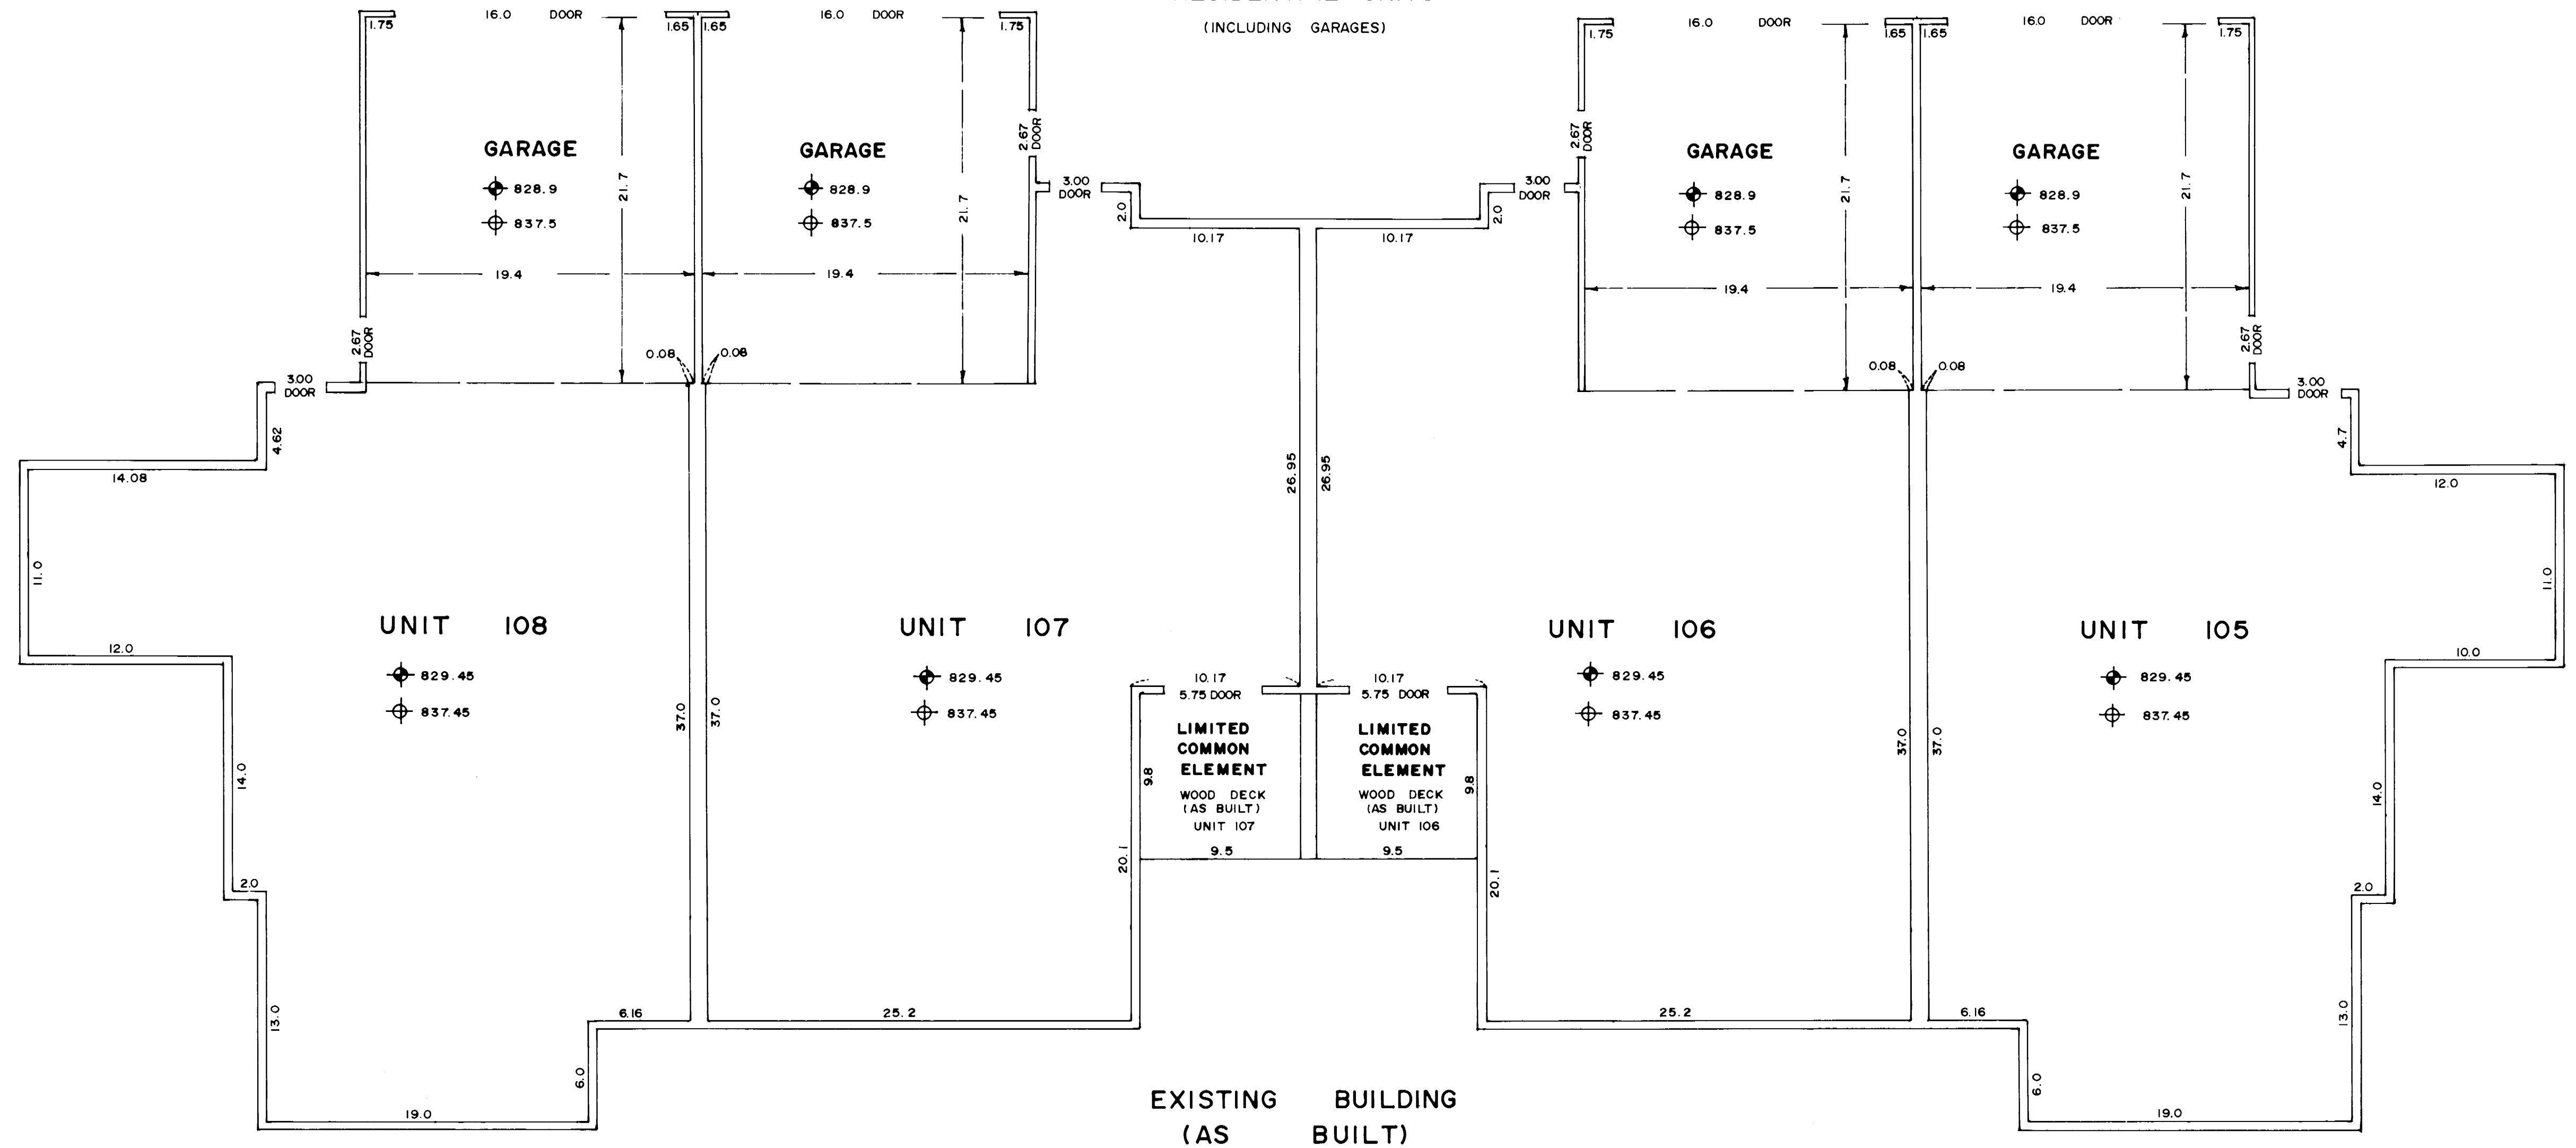 (INCLUDING GARAGES)
16.0 DOOR
16.0 DOOR
16.0 DOOR
16.0 DOOR
1.75
1.65
1.65
1.75
1.75
1.65
1.65
1.75
2.67 DOOR
2.67 DOOR
GARAGE
828.9
837.5
GARAGE
828.9
837.5
GARAGE
828.9
837.5
GARAGE
828.9
837.5
21.7
21.7
21.7
21.7
3.00
DOOR
3.00
DOOR
2.0
2.0
10.17
10.17
19.4
19.4
19.4
19.4
2.67 DOOR
2.67 DOOR
0.08
0.08
0.08
0.08
3.00
DOOR
3.00
DOOR
4.62
4.7
14.08
12.0
26.95
26.95
11.0
11.0
UNIT 108
829.45
837.45
UNIT 107
829.45
837.45
UNIT 106
829.45
837.45
UNIT 105
829.45
837.45
12.0
10.0
37.0
37.0
37.0
37.0
10.17
5.75 DOOR
10.17
5.75 DOOR
LIMITED
COMMON
ELEMENT
WOOD DECK
(AS BUILT)
UNIT 107
LIMITED
COMMON
ELEMENT
WOOD DECK
(AS BUILT)
UNIT 106
9.8
9.8
9.5
9.5
14.0
14.0
20.1
20.1
2.0
2.0
13.0
13.0
6.16
25.2
25.2
6.16
6.0
6.0
19.0
19.0
EXISTING BUILDING
(AS BUILT)